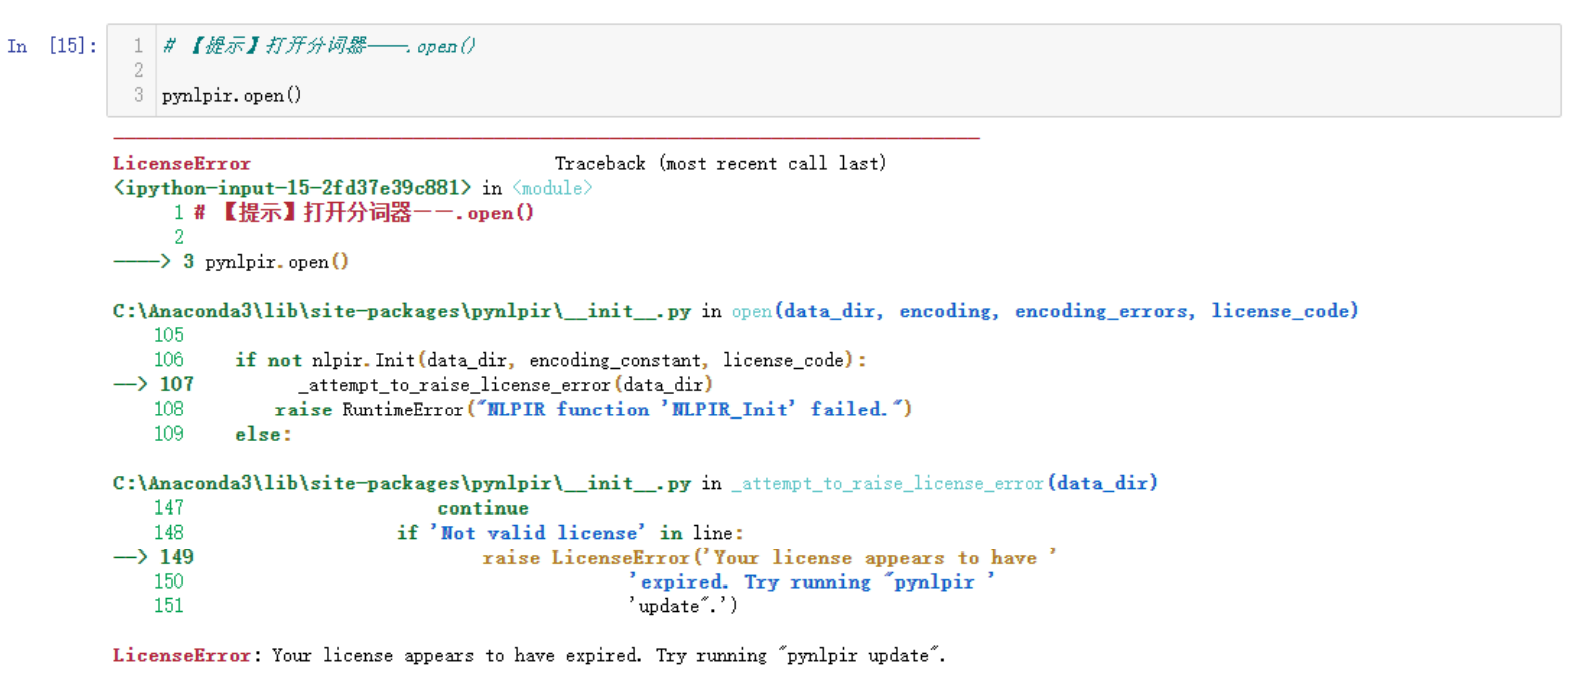 In [15]:
1 # 【提示】打开分词器——.open()
2
3 pynlpir.open()
LicenseError Traceback (most recent call last)
<ipython-input-15-2fd37e39c881> in <module>
1 # 【提示】打开分词器——.open()
2
----> 3 pynlpir.open()
C:\Anaconda3\lib\site-packages\pynlpir\__init__.py in open(data_dir, encoding, encoding_errors, license_code)
105
106 if not nlpir.Init(data_dir, encoding_constant, license_code):
--> 107 _attempt_to_raise_license_error(data_dir)
108 raise RuntimeError("NLPIR function 'NLPIR_Init' failed.")
109 else:
C:\Anaconda3\lib\site-packages\pynlpir\__init__.py in _attempt_to_raise_license_error(data_dir)
147 continue
148 if 'Not valid license' in line:
--> 149 raise LicenseError('Your license appears to have '
150 'expired. Try running "pynlpir '
151 'update".')
LicenseError: Your license appears to have expired. Try running "pynlpir update".